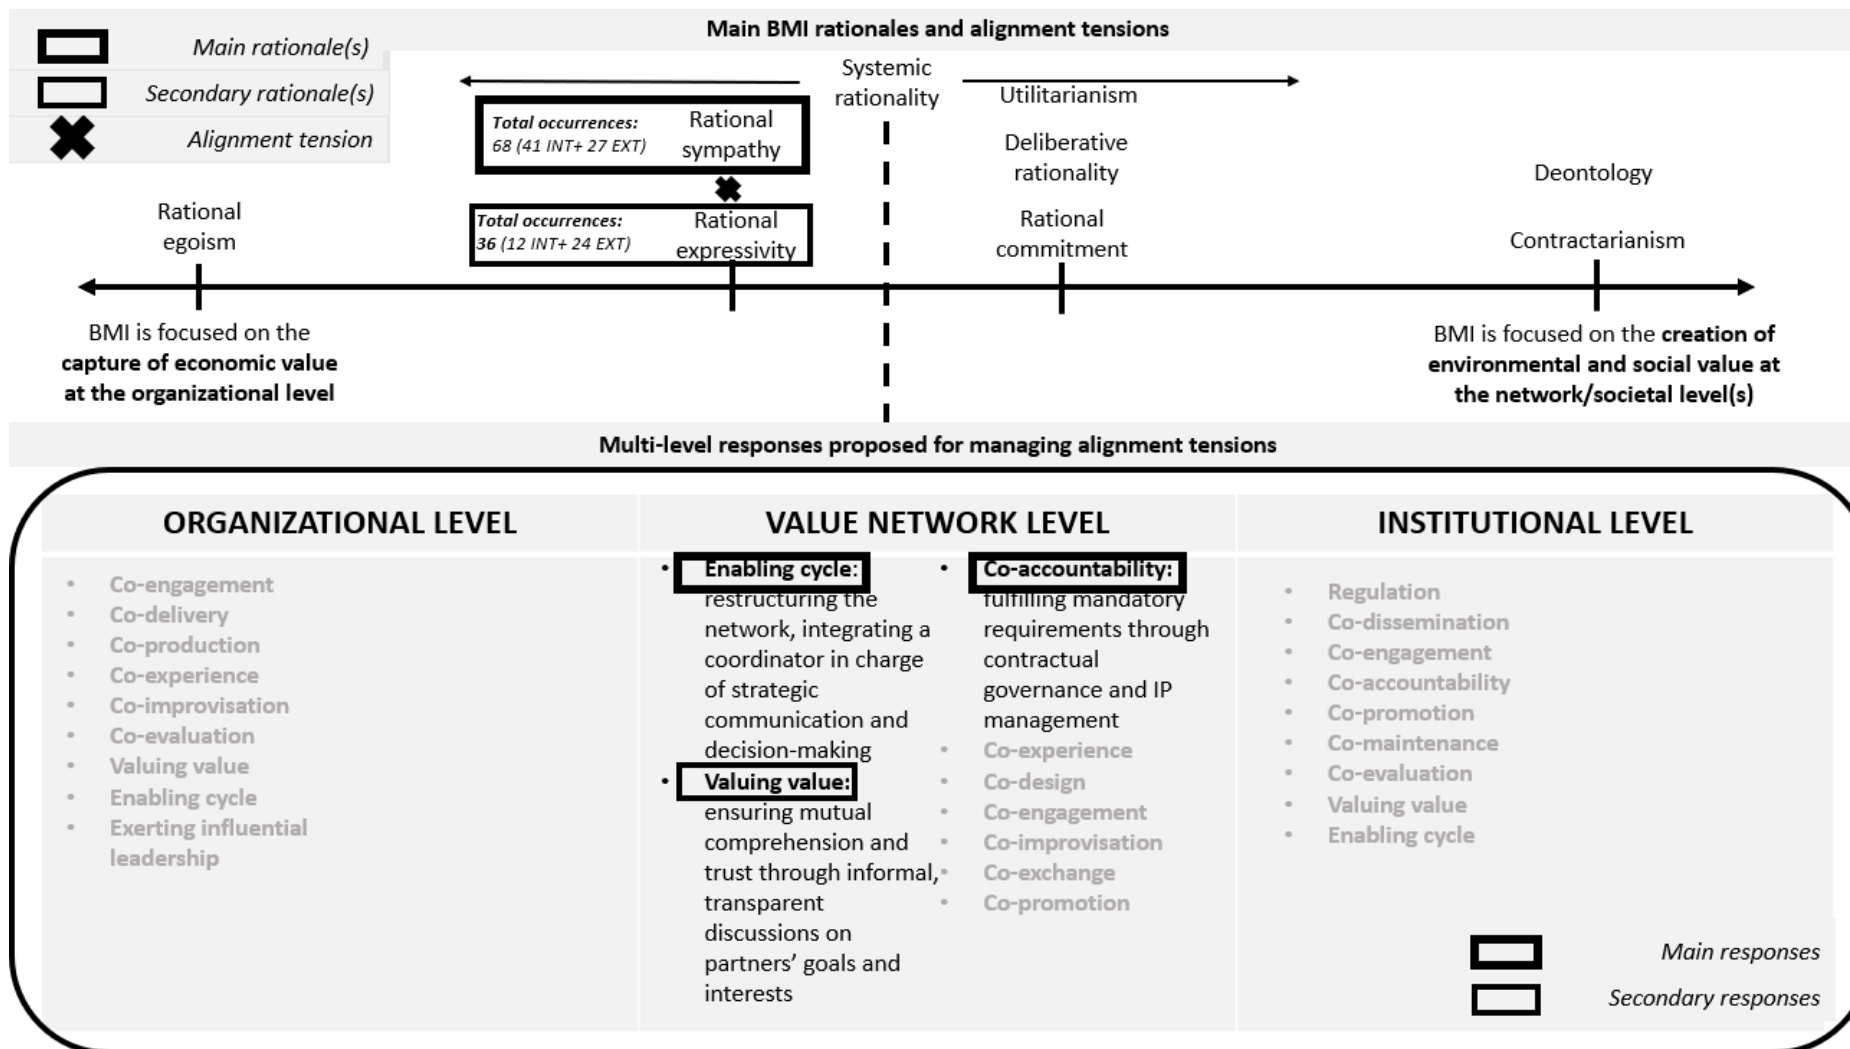 Main BMI rationales and alignment tensions
Main rationale(s)
Secondary rationale(s)
Alignment tension
Systemic
rationality
Utilitarianism
Total occurrences:
68 (41 INT+ 27 EXT)
Rational
sympathy
Deliberative
rationality
Deontology
Rational
egoism
Total occurrences:
36 (12 INT+ 24 EXT)
Rational
expressivity
Rational
commitment
Contractarianism
BMI is focused on the
capture of economic value
at the organizational level
BMI is focused on the creation of
environmental and social value at
the network/societal level(s)
Multi-level responses proposed for managing alignment tensions
ORGANIZATIONAL LEVEL
• Co-engagement
• Co-delivery
• Co-production
• Co-experience
• Co-improvisation
• Co-evaluation
• Valuing value
• Enabling cycle
• Exerting influential
leadership
VALUE NETWORK LEVEL
• Enabling cycle:
restructuring the
network, integrating a
coordinator in charge
of strategic
communication and
decision-making
• Valuing value:
ensuring mutual
comprehension and
trust through informal,
transparent
discussions on
partners’ goals and
interests
• Co-accountability:
fulfilling mandatory
requirements through
contractual
governance and IP
management
• Co-experience
• Co-design
• Co-engagement
• Co-improvisation
• Co-exchange
• Co-promotion
INSTITUTIONAL LEVEL
• Regulation
• Co-dissemination
• Co-engagement
• Co-accountability
• Co-promotion
• Co-maintenance
• Co-evaluation
• Valuing value
• Enabling cycle
Main responses
Secondary responses